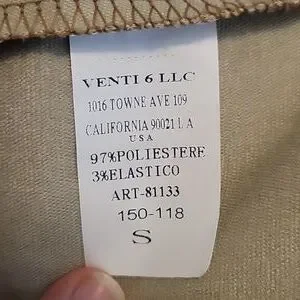 VENTI 6 LLC
1016 TOWNE AVE 109
CALIFORNIA 90021 L A
USA
97%POLIESTERE
3%ELASTICO
ART-81133
150-118
S